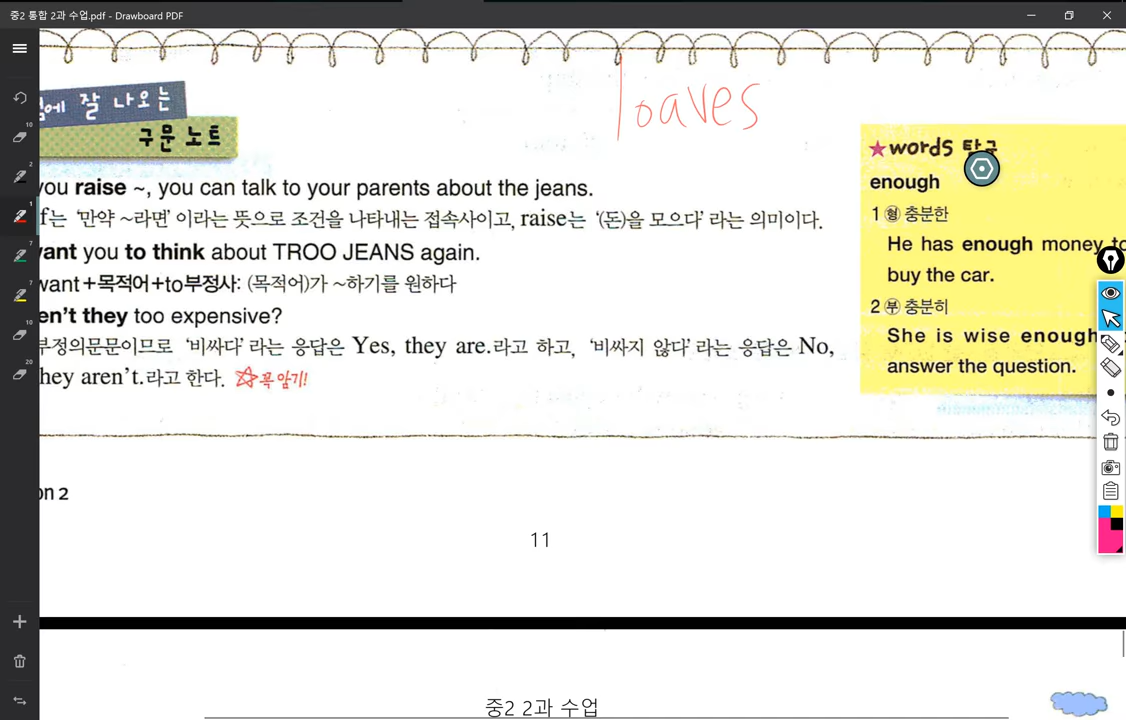 중2 통합 2과 수업.pdf - Drawboard PDF
loaves
잘 나오는
구문 노트
you raise ~, you can talk to your parents about the jeans.
f는 '만약 ~라면' 이라는 뜻으로 조건을 나타내는 접속사이고, raise는 '(돈)을 모으다' 라는 의미이다.
want you to think about TROO JEANS again.
want+목적어+to부정사: (목적어)가 ~하기를 원하다
en't they too expensive?
부정의문문이므로 '비싸다' 라는 응답은 Yes, they are.라고 하고, '비싸지 않다' 라는 응답은 No,
they aren't.라고 한다. ☆꼭 암기!
★words 탐구
enough
1 형 충분한
He has enough money to
buy the car.
2 부 충분히
She is wise enough
answer the question.
on 2
11
중2 2과 수업